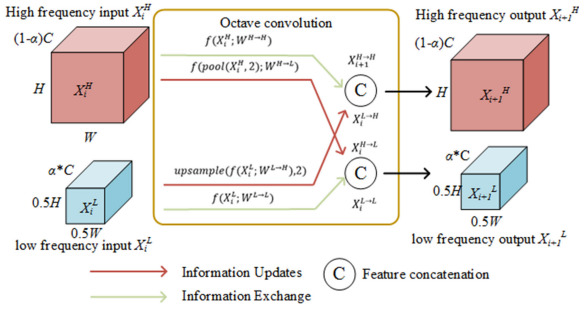 High frequency input X_i^H
Octave convolution
High frequency output X_{i+1}^H
(1-α)C
H
X_i^H
W
f(X_i^H; W^{H→H})
f(pool(X_i^H, 2); W^{H→L})
X_{i+1}^{H→H}
C
X_i^{L→H}
(1-α)C
H
X_{i+1}^H
W
α*C
0.5H
X_i^L
0.5W
low frequency input X_i^L
upsample(f(X_i^L; W^{L→H}),2)
f(X_i^L; W^{L→L})
X_i^{H→L}
C
X_i^{L→L}
α*C
0.5H
X_{i+1}^L
0.5W
low frequency output X_{i+1}^L
Information Updates
C Feature concatenation
Information Exchange